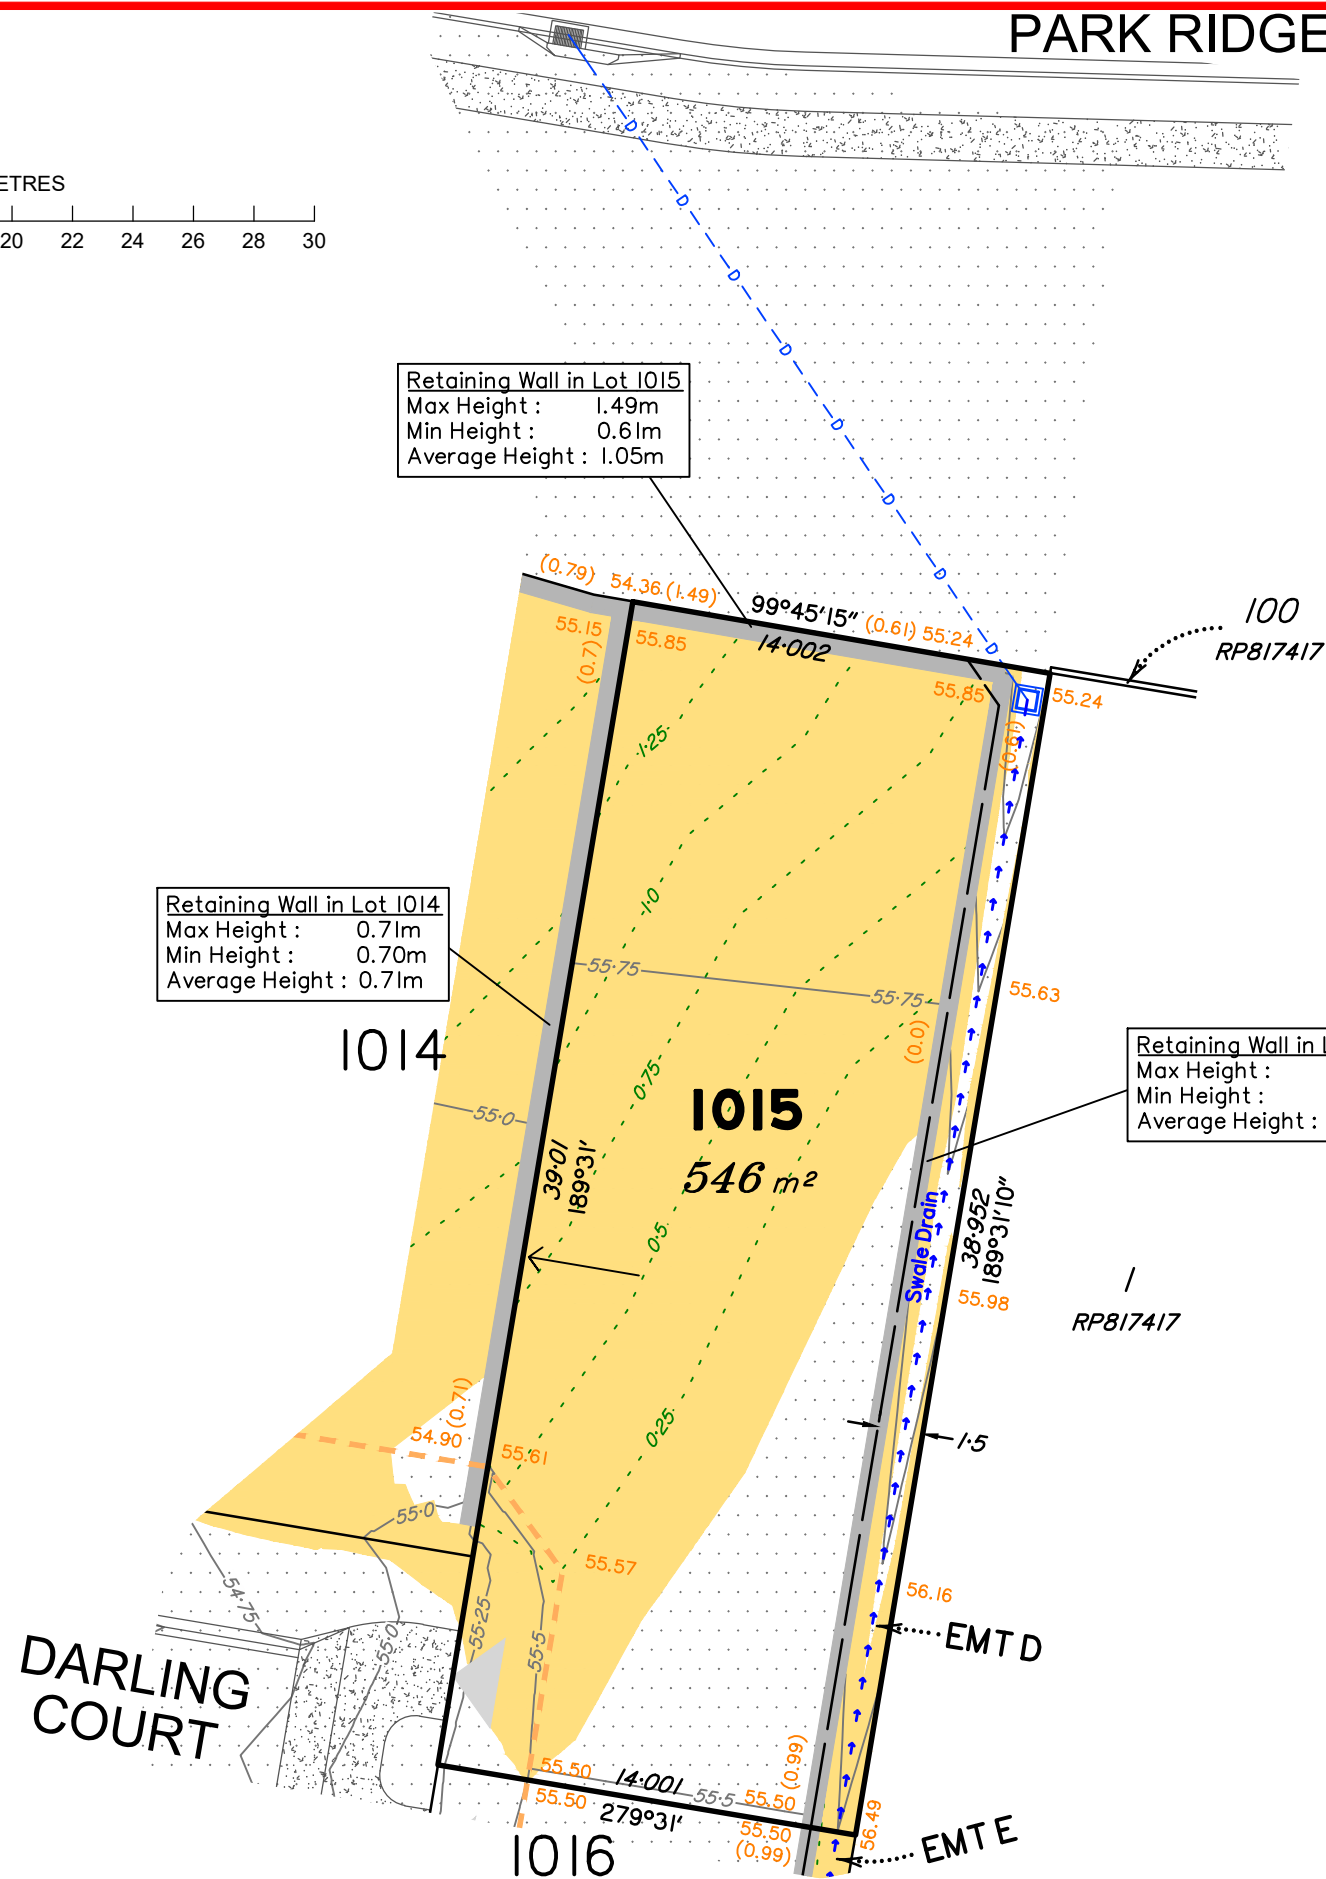 PARK RIDGE
ETRES
20 22 24 26 28 30
D D D D D D D D D
Retaining Wall in Lot 1015
Max Height : 1.49m
Min Height : 0.61m
Average Height : 1.05m
(0.79) 54.36 (1.49)
99°45'15"
(0.61) 55.24
14·002
55.15
(0.7)
55.85
55.85
55.24
(0.61)
100
RP817417
1·25
1·0
0·75
0·5
0·25
Retaining Wall in Lot 1014
Max Height : 0.71m
Min Height : 0.70m
Average Height : 0.71m
1014
55·75
55·75
55.63
(0.0)
Retaining Wall in L
Max Height :
Min Height :
Average Height :
1015
546 m²
55·0
39·01
189°31'
Swale Drain
38·952
189°31'10"
55.98
1
RP817417
1·5
(0.71)
54.90
55.61
55·0
55.57
56.16
EMT D
54·75
55·0
55·25
55·5
DARLING
COURT
55.50
14·001
55·5
55.50
(0.99)
55.50
279°31'
55.50
(0.99)
56.49
EMT E
1016